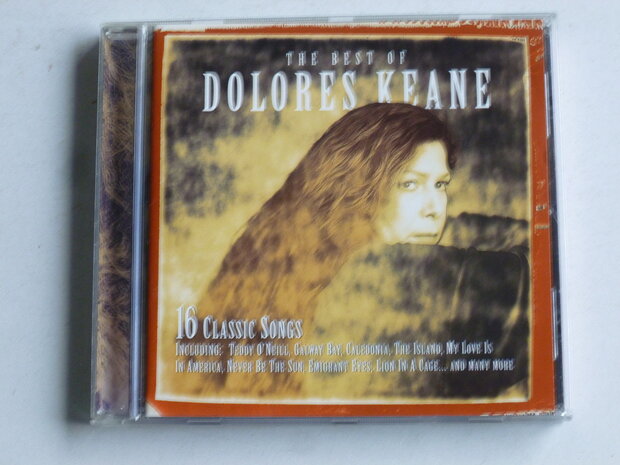 THE BEST OF
DOLORES KEANE
16 CLASSIC SONGS
INCLUDING: TEDDY O'NEILL, GALWAY BAY, CALEDONIA, THE ISLAND, MY LOVE IS
IN AMERICA, NEVER BE THE SUN, EMIGRANT EYES, LION IN A CAGE... AND MANY MORE